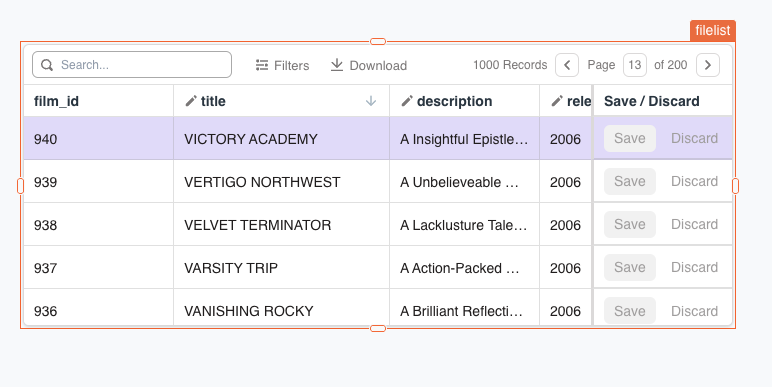 filelist
Search... Filters Download 1000 Records Page 13 of 200
film_id title description rele Save / Discard
940 VICTORY ACADEMY A Insightful Epistle... 2006 Save Discard
939 VERTIGO NORTHWEST A Unbelieveable ... 2006 Save Discard
938 VELVET TERMINATOR A Lacklusture Tale... 2006 Save Discard
937 VARSITY TRIP A Action-Packed ... 2006 Save Discard
936 VANISHING ROCKY A Brilliant Reflecti... 2006 Save Discard